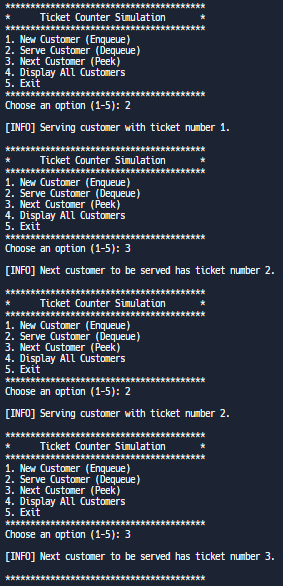 ****************************************
*      Ticket Counter Simulation       *
****************************************
1. New Customer (Enqueue)
2. Serve Customer (Dequeue)
3. Next Customer (Peek)
4. Display All Customers
5. Exit
****************************************
Choose an option (1-5): 2
[INFO] Serving customer with ticket number 1.
****************************************
*      Ticket Counter Simulation       *
****************************************
1. New Customer (Enqueue)
2. Serve Customer (Dequeue)
3. Next Customer (Peek)
4. Display All Customers
5. Exit
****************************************
Choose an option (1-5): 3
[INFO] Next customer to be served has ticket number 2.
****************************************
*      Ticket Counter Simulation       *
****************************************
1. New Customer (Enqueue)
2. Serve Customer (Dequeue)
3. Next Customer (Peek)
4. Display All Customers
5. Exit
****************************************
Choose an option (1-5): 2
[INFO] Serving customer with ticket number 2.
****************************************
*      Ticket Counter Simulation       *
****************************************
1. New Customer (Enqueue)
2. Serve Customer (Dequeue)
3. Next Customer (Peek)
4. Display All Customers
5. Exit
****************************************
Choose an option (1-5): 3
[INFO] Next customer to be served has ticket number 3.
****************************************